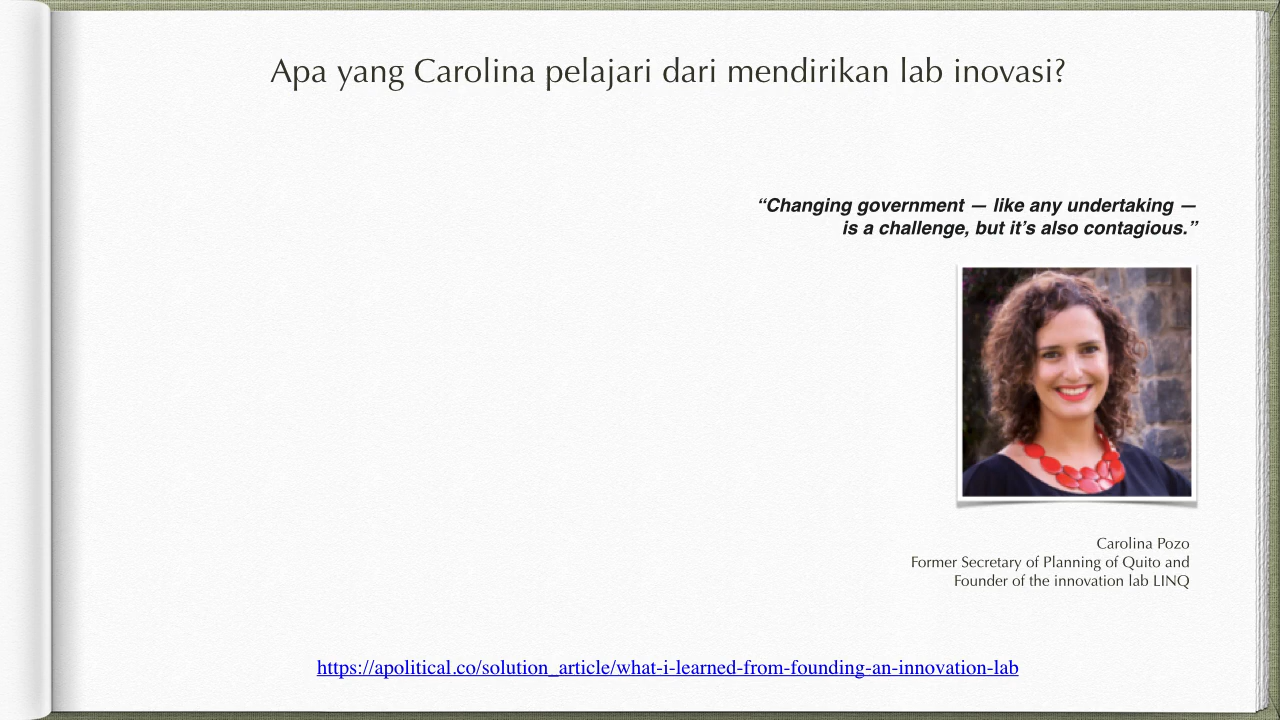 Apa yang Carolina pelajari dari mendirikan lab inovasi?
“Changing government — like any undertaking —
is a challenge, but it’s also contagious.”
Carolina Pozo
Former Secretary of Planning of Quito and
Founder of the innovation lab LINQ
https://apolitical.co/solution_article/what-i-learned-from-founding-an-innovation-lab